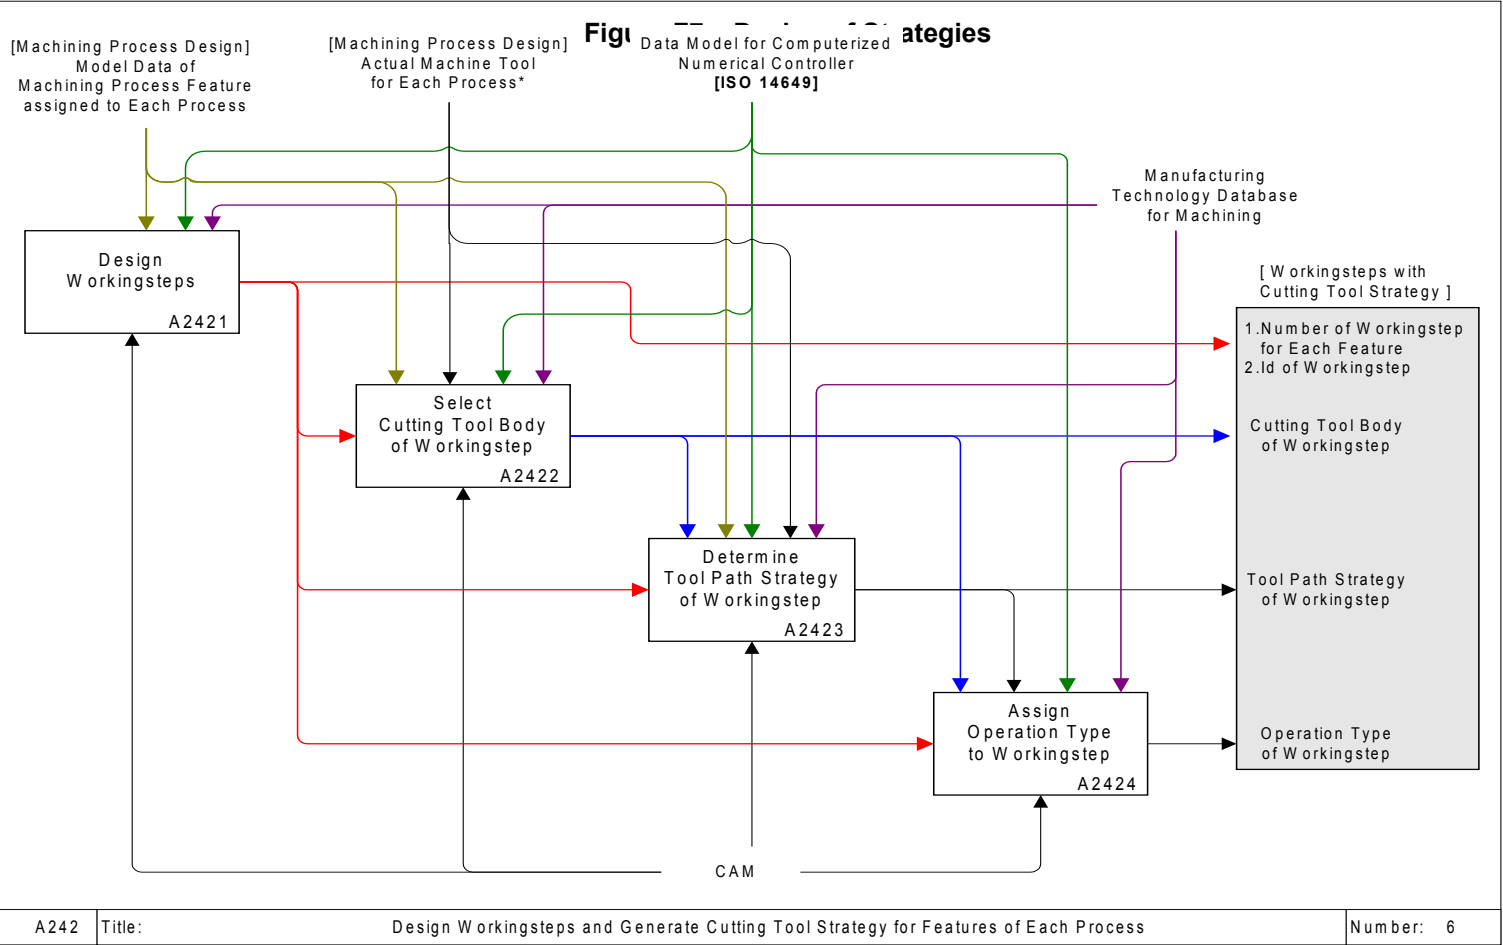 Figu
ategies
[Machining Process Design]
Model Data of
Machining Process Feature
assigned to Each Process
[Machining Process Design]
Actual Machine Tool
for Each Process*
Data Model for Computerized
Numerical Controller
[ISO 14649]
Manufacturing
Technology Database
for Machining
Design
Workingsteps
A2421
[ Workingsteps with
Cutting Tool Strategy ]
1.Number of Workingstep
for Each Feature
2.Id of Workingstep
Select
Cutting Tool Body
of Workingstep
A2422
Cutting Tool Body
of Workingstep
Determine
Tool Path Strategy
of Workingstep
A2423
Tool Path Strategy
of Workingstep
Assign
Operation Type
to Workingstep
A2424
Operation Type
of Workingstep
CAM
A242 Title: Design Workingsteps and Generate Cutting Tool Strategy for Features of Each Process Number: 6